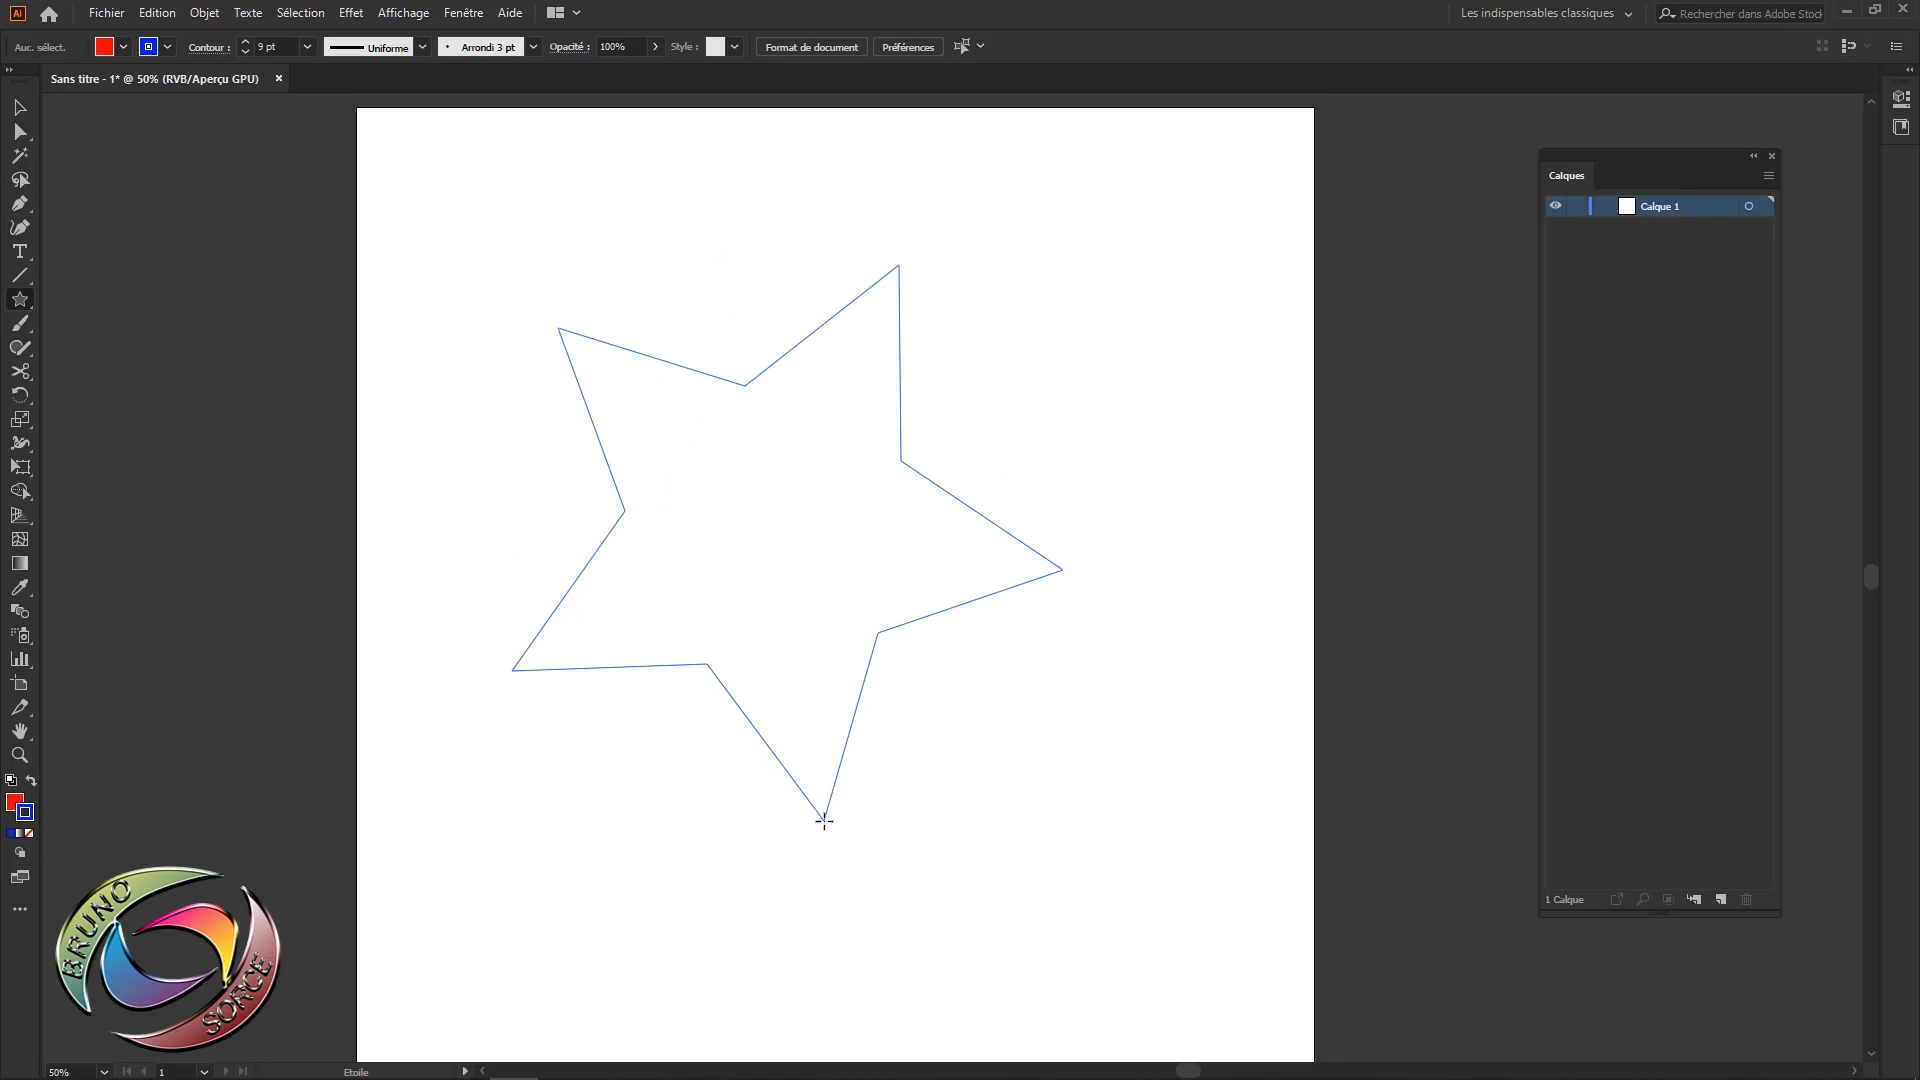 Ai Fichier Edition Objet Texte Sélection Effet Affichage Fenêtre Aide Les indispensables classiques Rechercher dans Adobe Stock
Auc. sélect. Contour : 9 pt Uniforme Arrondi 3 pt Opacité : 100% Style : Format de document Préférences
Sans titre - 1* @ 50% (RVB/Aperçu GPU)
Calques
Calque 1
1 Calque
BRUNO
SORCE
50% 1 Etoile